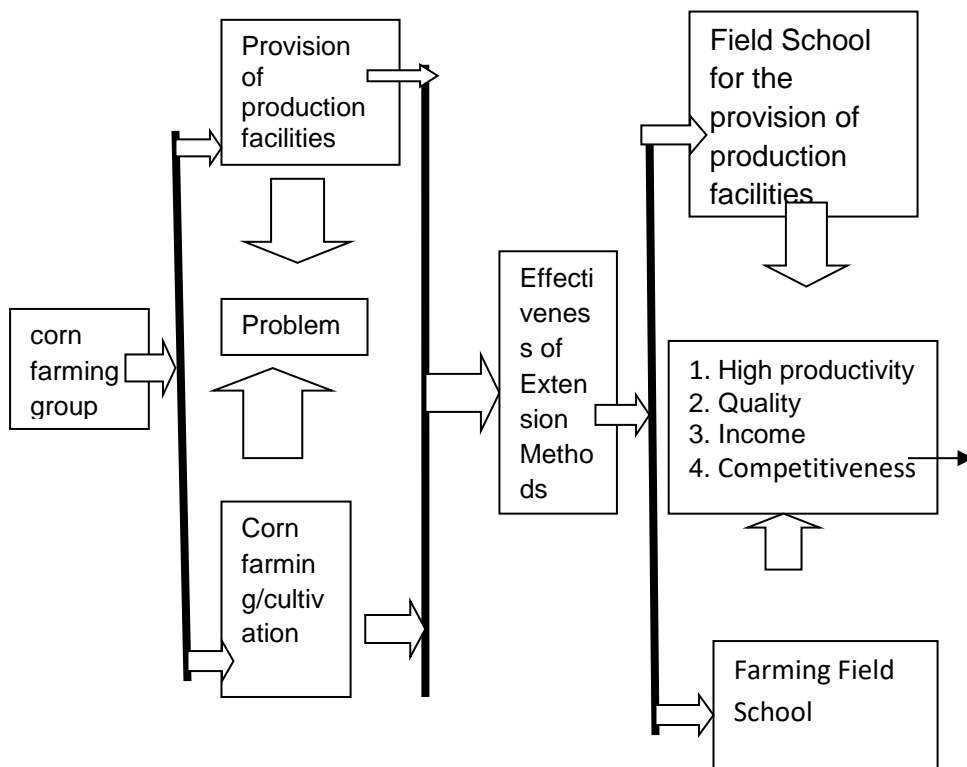 Provision
of
production
facilities
Field School
for the
provision of
production
facilities
corn
farming
group
Problem
Effecti
venes
s of
Exten
sion
Metho
ds
1. High productivity
2. Quality
3. Income
4. Competitiveness
Corn
farmin
g/cultiv
ation
Farming Field
School